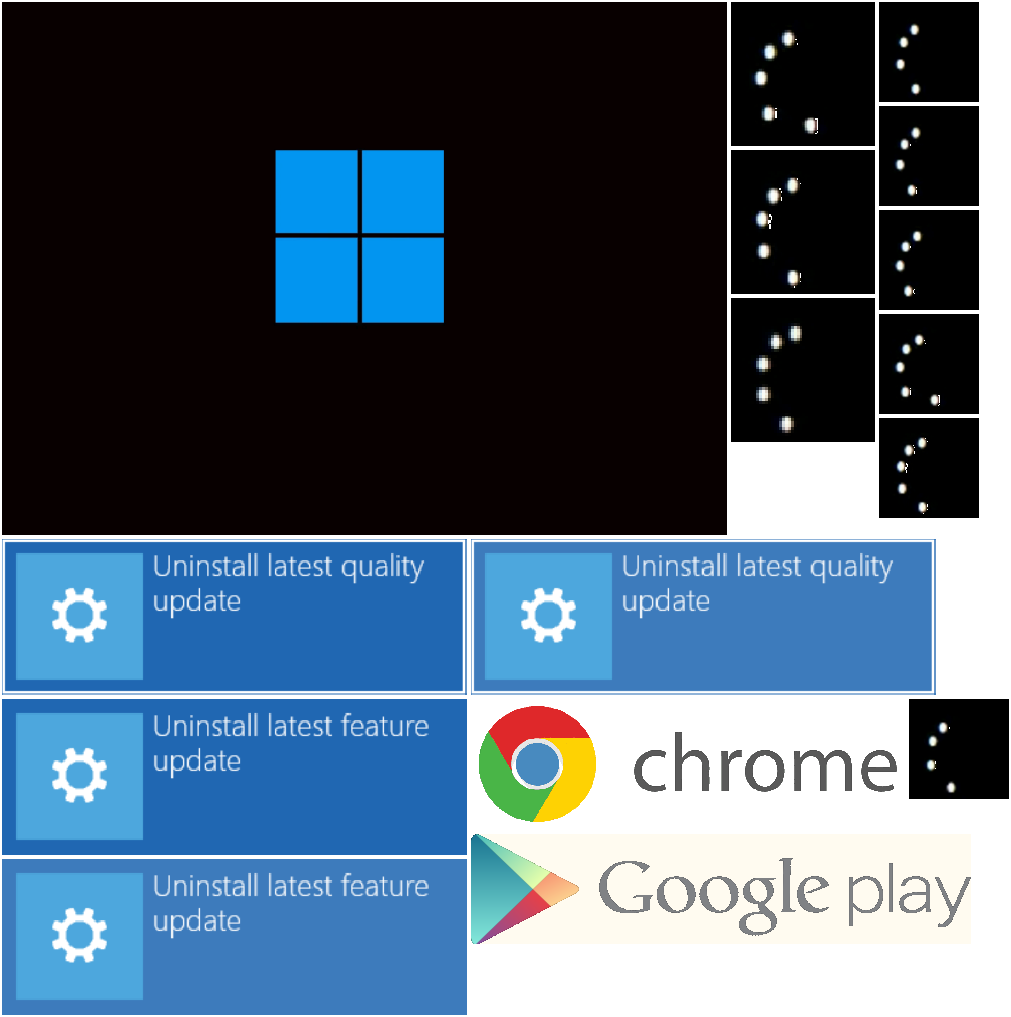 Uninstall latest quality
update
Uninstall latest quality
update
Uninstall latest feature
update
chrome
Uninstall latest feature
update
Google play